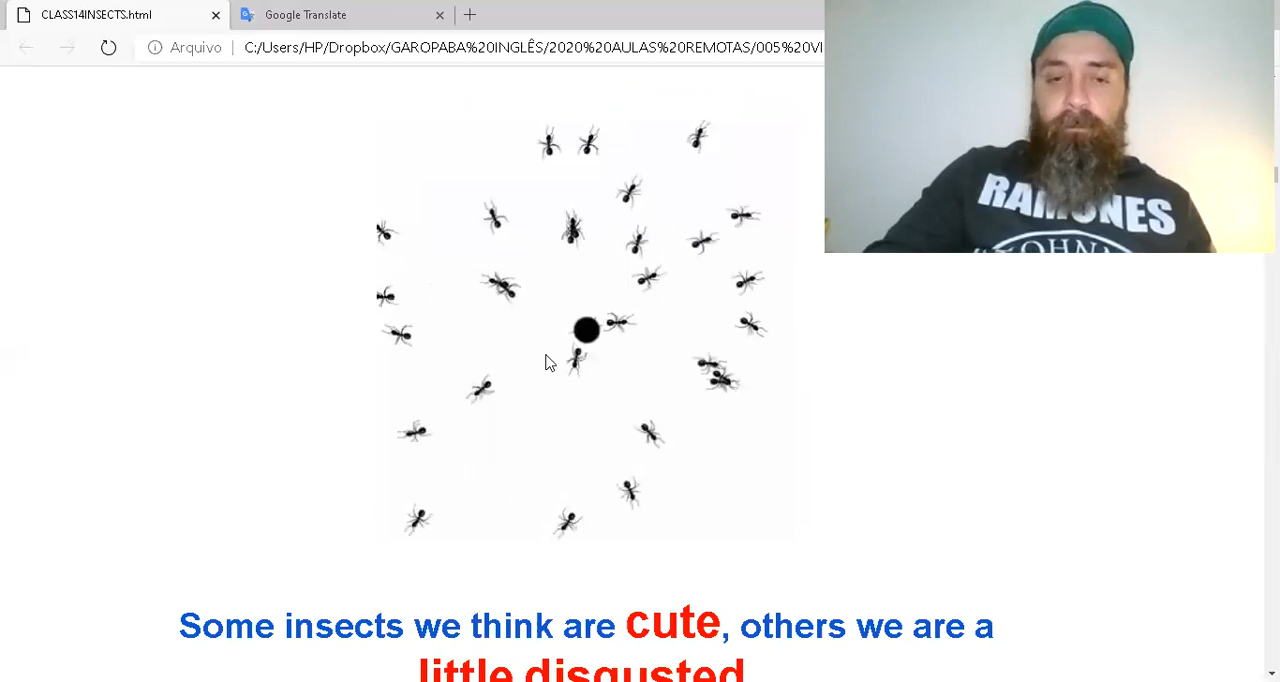 CLASS14INSECTS.html
Google Translate
Arquivo
C:/Users/HP/Dropbox/GAROPABA%20INGLÊS/2020%20AULAS%20REMOTAS/005%20VI
RAMONES
JOHN
Some insects we think are cute, others we are a
little disgusted